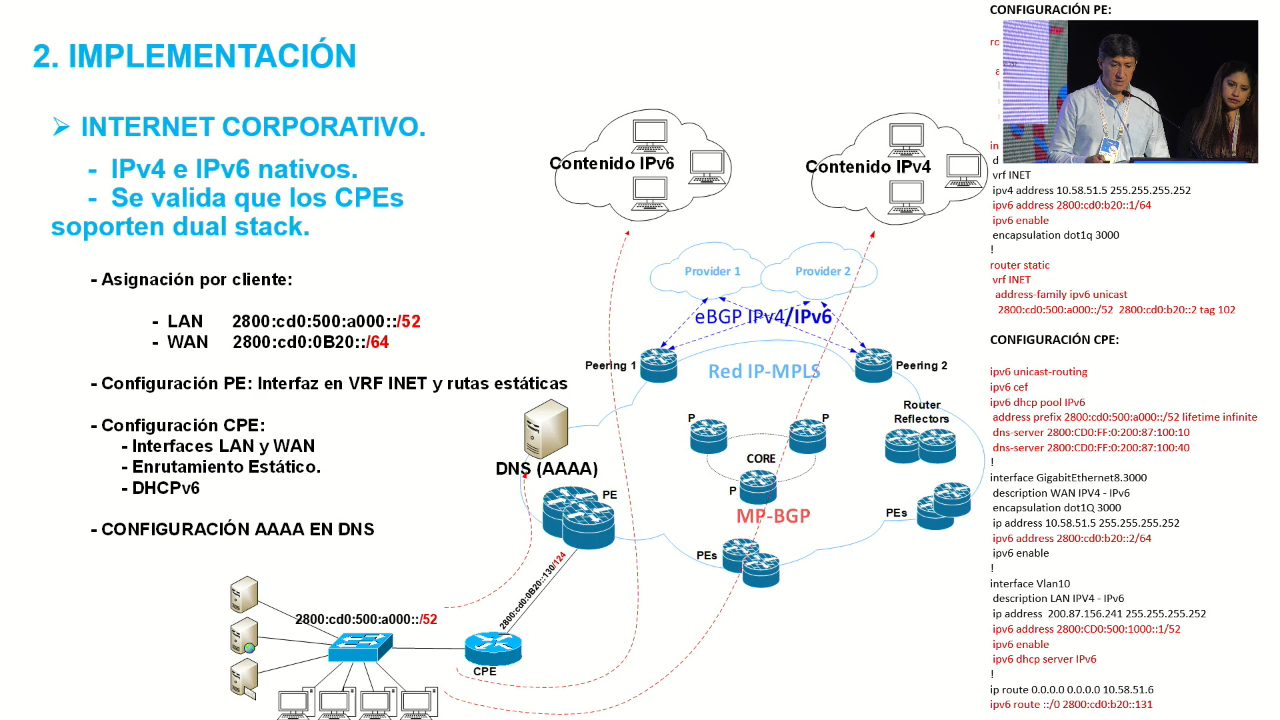 2. IMPLEMENTACIÓN
➢ INTERNET CORPORATIVO.
- IPv4 e IPv6 nativos.
- Se valida que los CPEs
soporten dual stack.
- Asignación por cliente:
- LAN 2800:cd0:500:a000::/52
- WAN 2800:cd0:0B20::/64
- Configuración PE: Interfaz en VRF INET y rutas estáticas
- Configuración CPE:
- Interfaces LAN y WAN
- Enrutamiento Estático.
- DHCPv6
- CONFIGURACIÓN AAAA EN DNS
Contenido IPv6
Contenido IPv4
Provider 1
Provider 2
eBGP IPv4/IPv6
Peering 1
Peering 2
Red IP-MPLS
Router
Reflectors
P
P
CORE
P
MP-BGP
DNS (AAAA)
PE
PEs
PEs
2800:cd0:0B20::130/124
2800:cd0:500:a000::/52
CPE
CONFIGURACIÓN PE:
vrf INET
ipv4 address 10.58.51.5 255.255.255.252
ipv6 address 2800:cd0:b20::1/64
ipv6 enable
encapsulation dot1q 3000
!
router static
vrf INET
address-family ipv6 unicast
2800:cd0:500:a000::/52 2800:cd0:b20::2 tag 102
CONFIGURACIÓN CPE:
ipv6 unicast-routing
ipv6 cef
ipv6 dhcp pool IPv6
address prefix 2800:cd0:500:a000::/52 lifetime infinite
dns-server 2800:CD0:FF:0:200:87:100:10
dns-server 2800:CD0:FF:0:200:87:100:40
!
interface GigabitEthernet8.3000
description WAN IPV4 - IPv6
encapsulation dot1Q 3000
ip address 10.58.51.5 255.255.255.252
ipv6 address 2800:cd0:b20::2/64
ipv6 enable
!
interface Vlan10
description LAN IPV4 - IPv6
ip address 200.87.156.241 255.255.255.252
ipv6 address 2800:CD0:500:1000::1/52
ipv6 enable
ipv6 dhcp server IPv6
!
ip route 0.0.0.0 0.0.0.0 10.58.51.6
ipv6 route ::/0 2800:cd0:b20::131